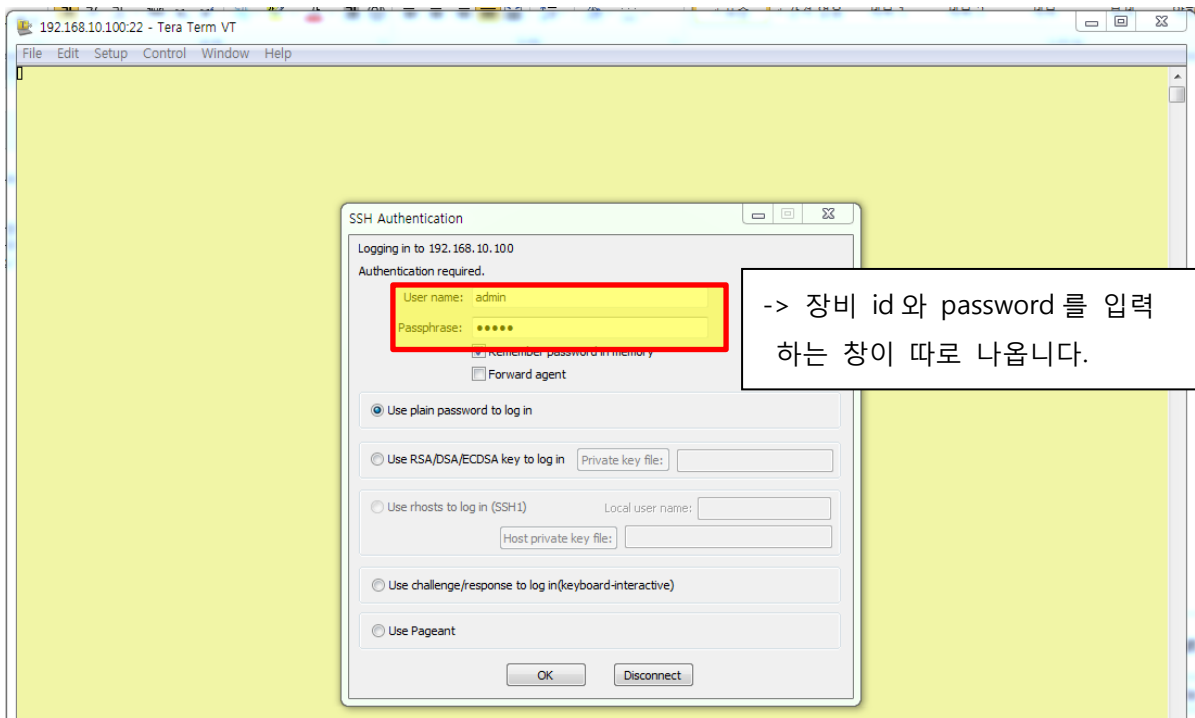 192.168.10.100:22 - Tera Term VT
File Edit Setup Control Window Help
SSH Authentication
Logging in to 192.168.10.100
Authentication required.
User name: admin
Passphrase: •••••
Remember password in memory
Forward agent
-> 장비 id 와 password 를 입력
하는 창이 따로 나옵니다.
Use plain password to log in
Use RSA/DSA/ECDSA key to log in Private key file:
Use rhosts to log in (SSH1) Local user name:
Host private key file:
Use challenge/response to log in(keyboard-interactive)
Use Pageant
OK Disconnect